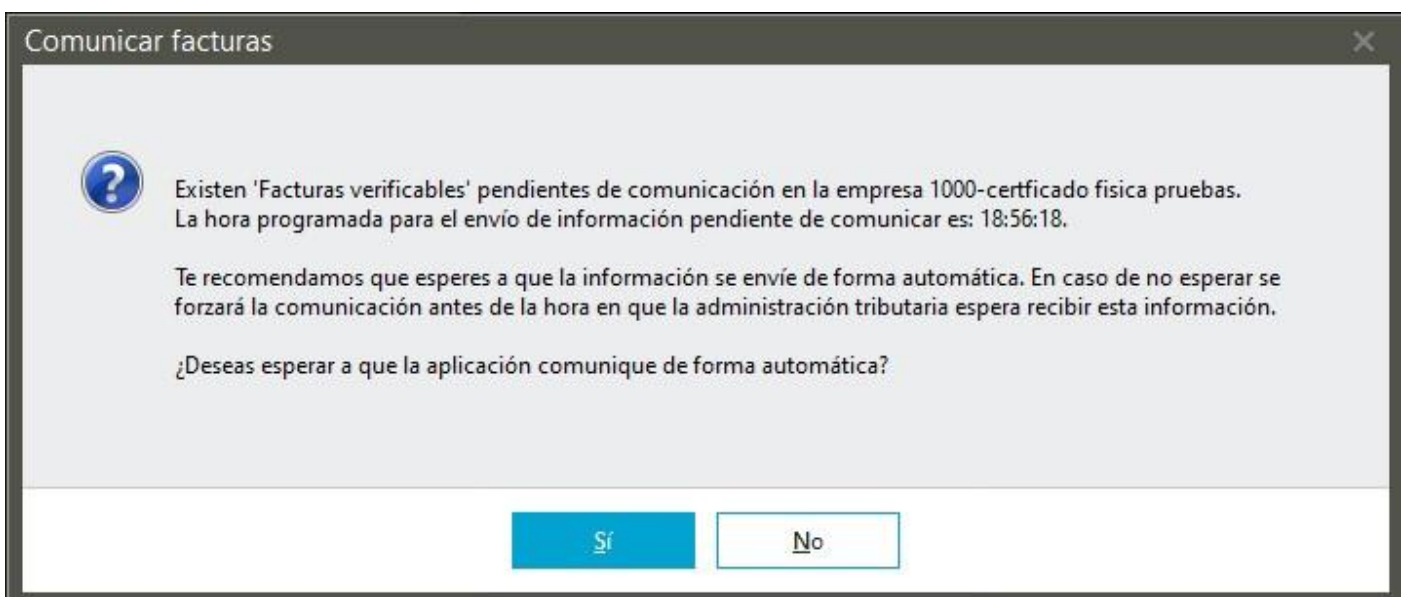 Comunicar facturas
Existen 'Facturas verificables' pendientes de comunicación en la empresa 1000-certficado fisica pruebas.
La hora programada para el envío de información pendiente de comunicar es: 18:56:18.
Te recomendamos que esperes a que la información se envíe de forma automática. En caso de no esperar se
forzará la comunicación antes de la hora en que la administración tributaria espera recibir esta información.
¿Deseas esperar a que la aplicación comunique de forma automática?
Sí
No